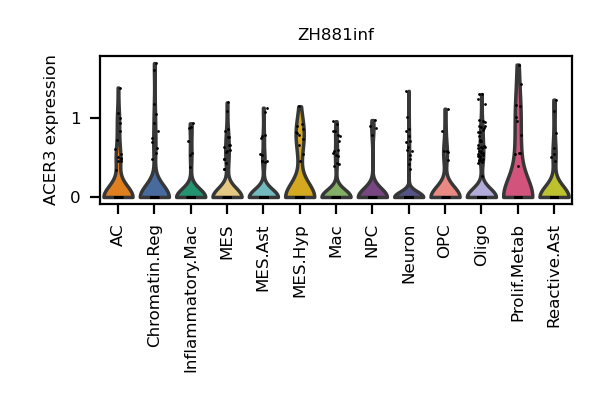 ZH881inf
ACER3 expression
1
0
AC
Chromatin.Reg
Inflammatory.Mac
MES
MES.Ast
MES.Hyp
Mac
NPC
Neuron
OPC
Oligo
Prolif.Metab
Reactive.Ast